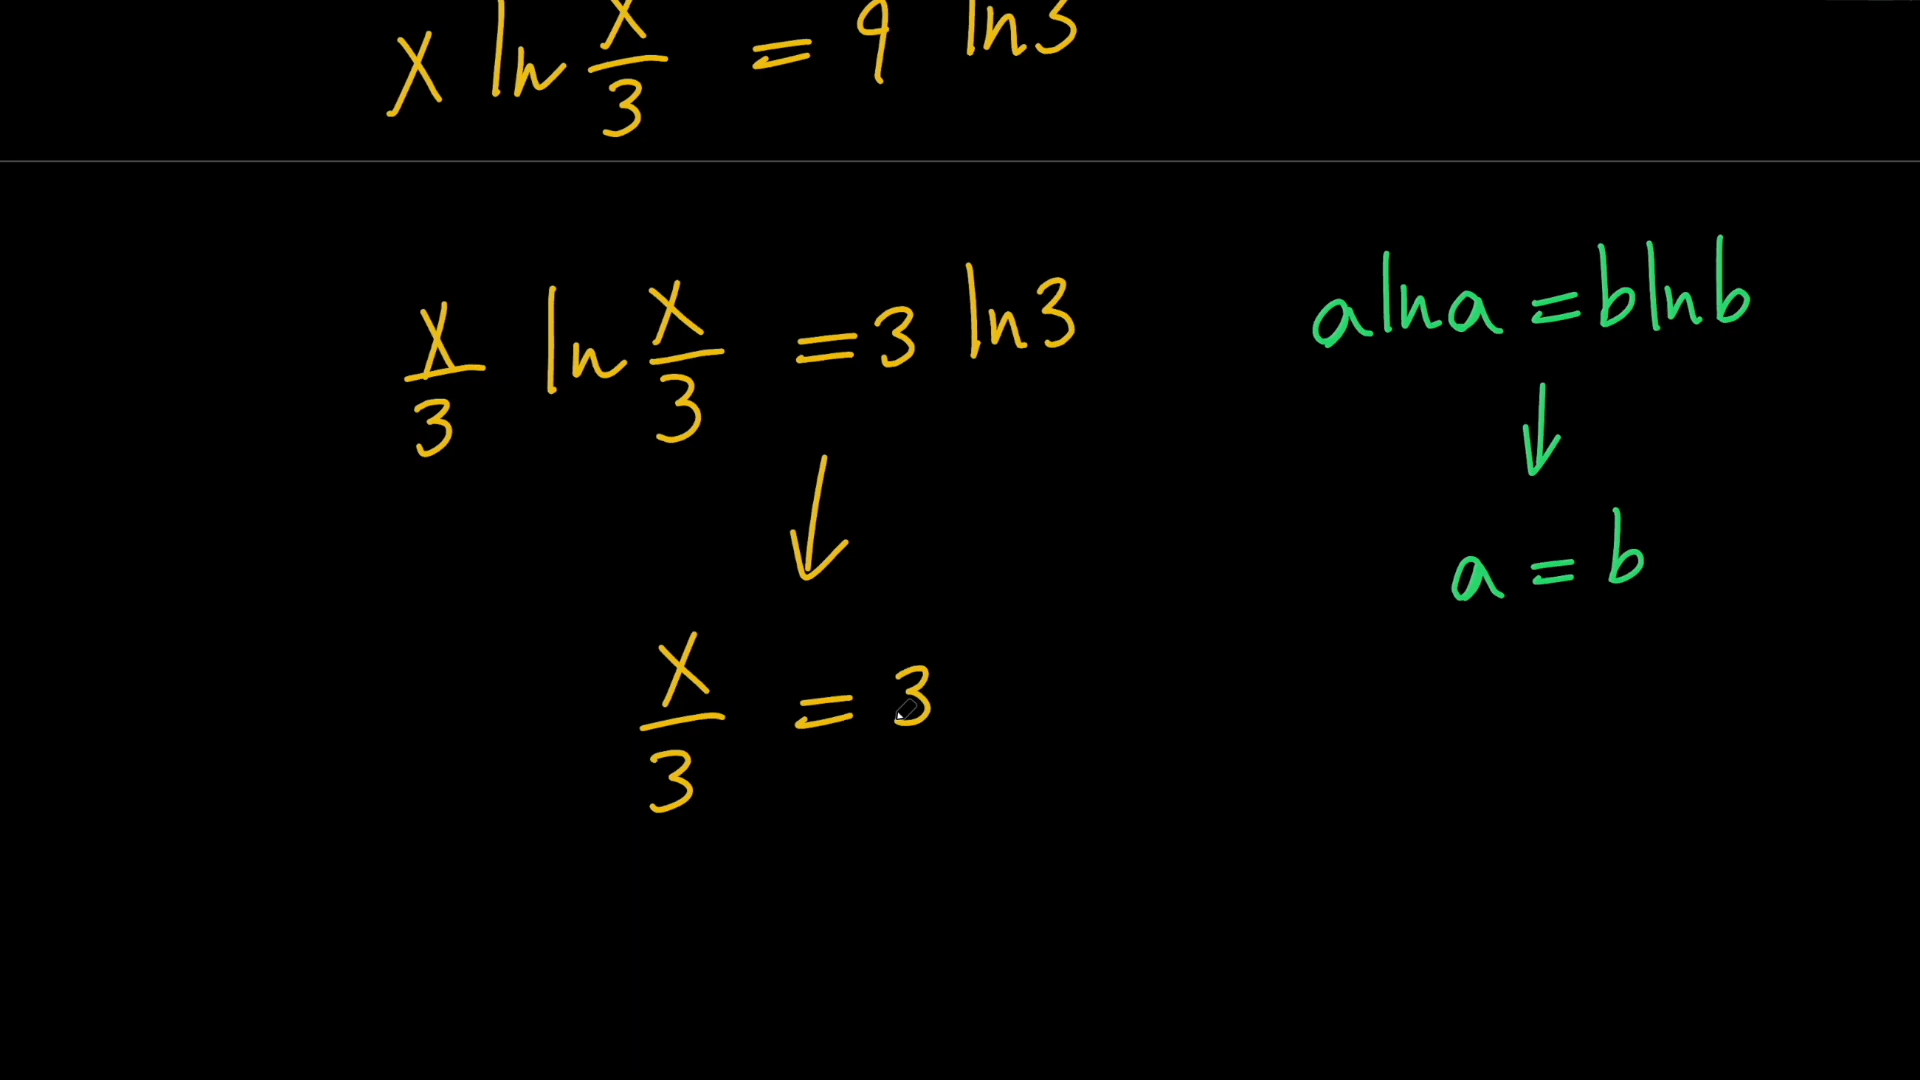 x ln x/3 = 9 ln3
x/3 ln x/3 = 3 ln3
↓
x/3 = 3
alna = blnb
↓
a = b